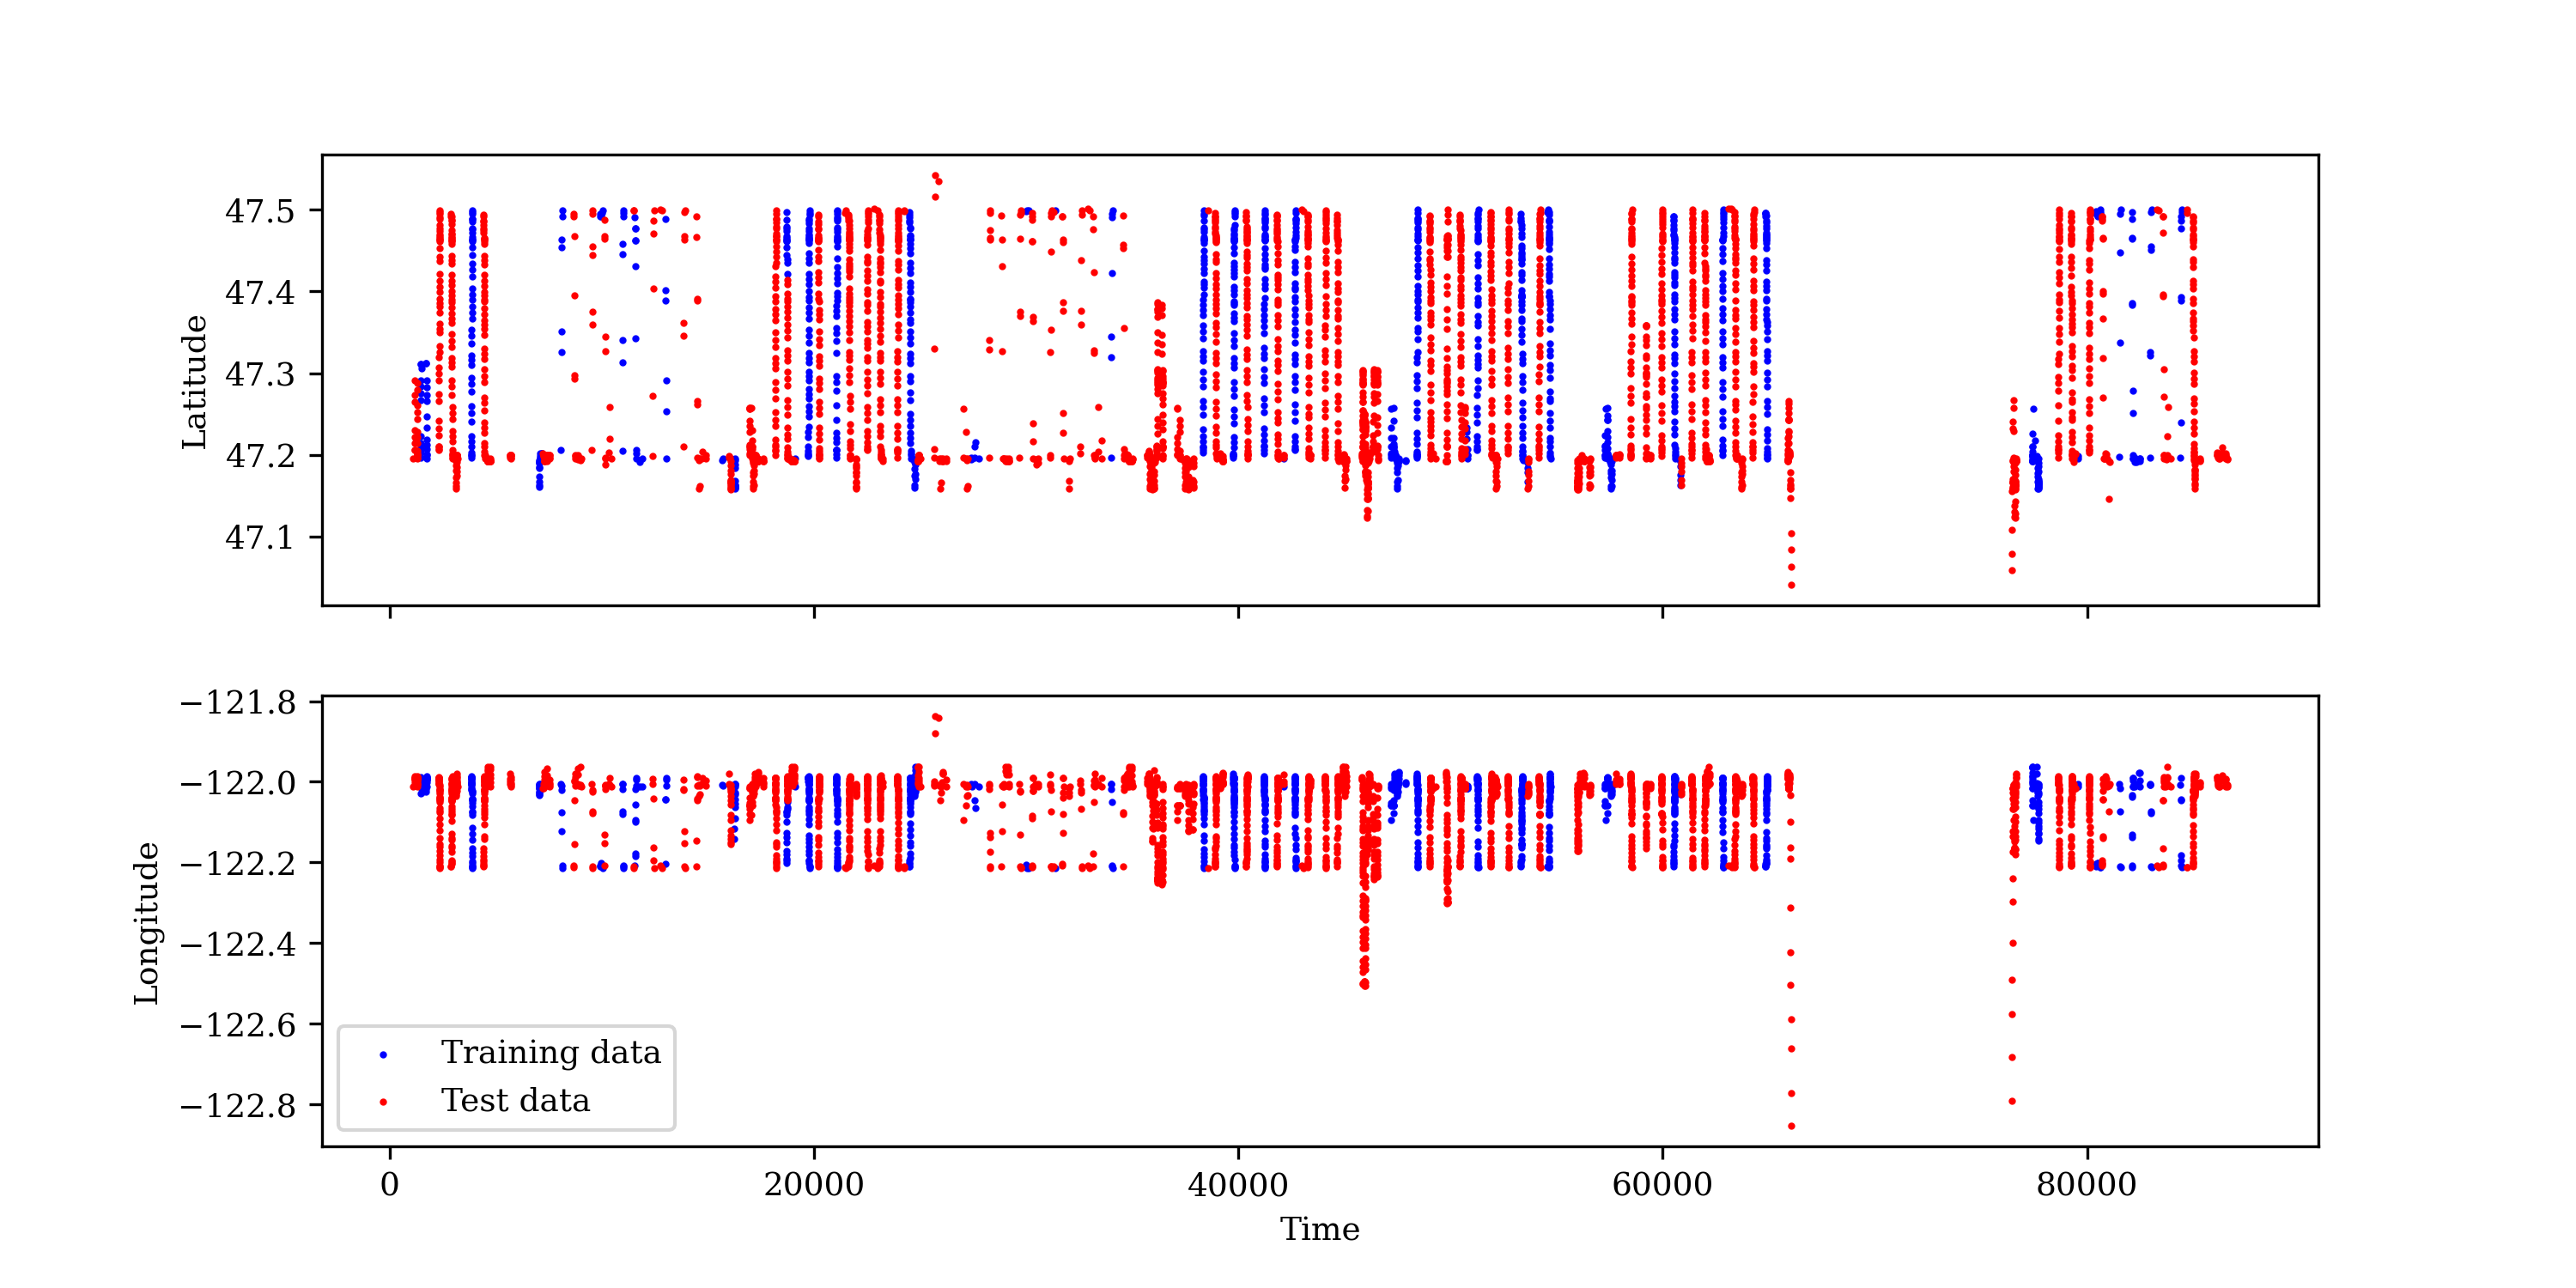 47.5
47.4
47.3
47.2
47.1
Latitude
−121.8
−122.0
−122.2
−122.4
−122.6
−122.8
Longitude
Training data
Test data
0 20000 40000 60000 80000
Time